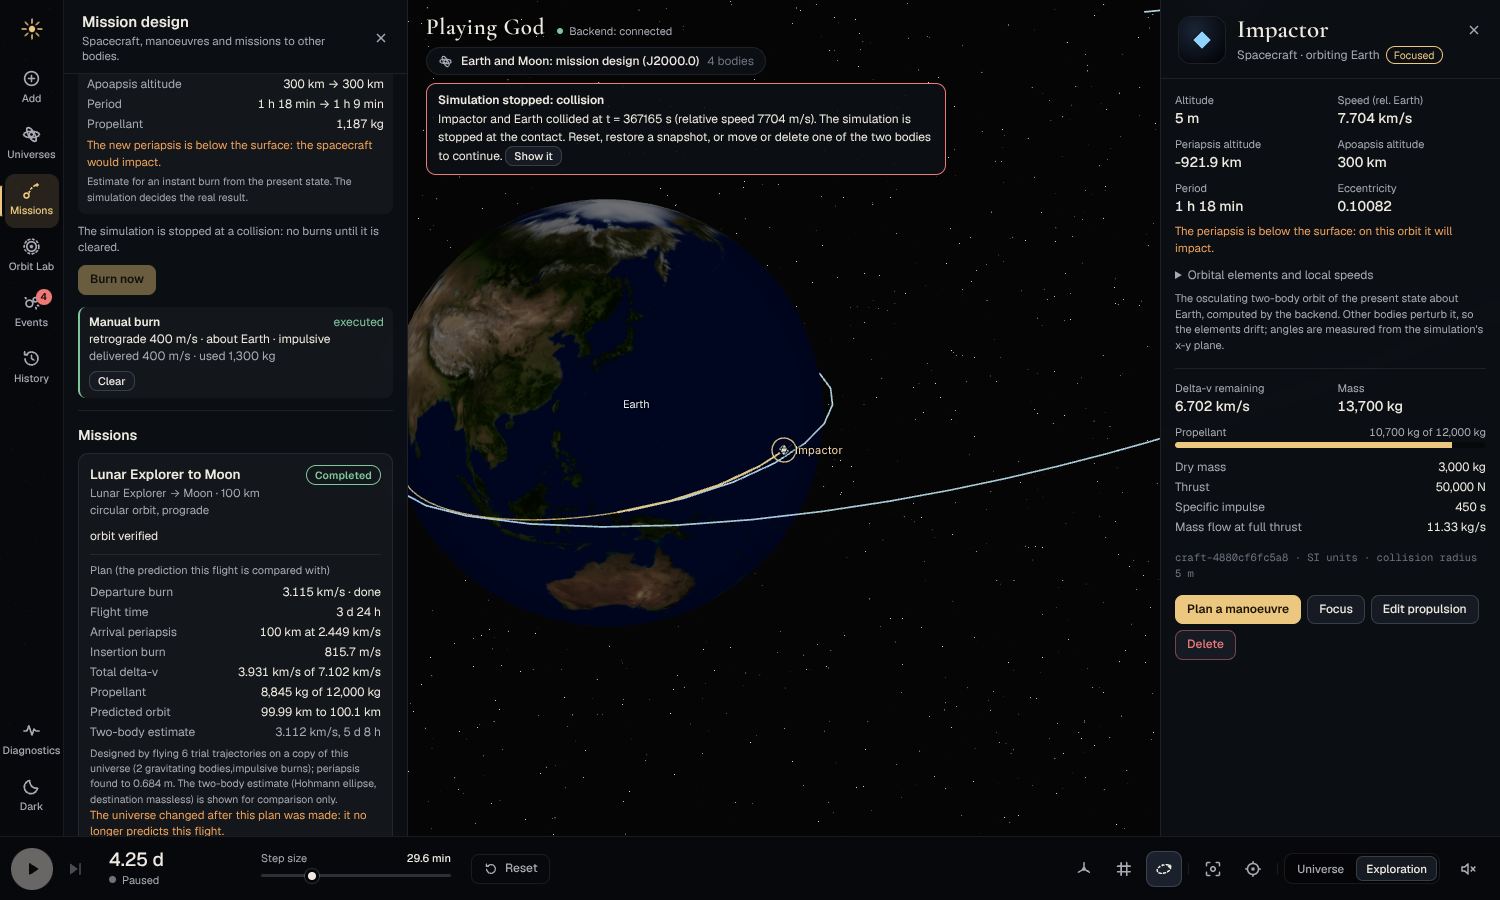 Add
Universes
Missions
Orbit Lab
4
Events
History
Diagnostics
Dark
Mission design
Spacecraft, manoeuvres and missions to other
bodies.
Apoapsis altitude 300 km → 300 km
Period 1 h 18 min → 1 h 9 min
Propellant 1,187 kg
The new periapsis is below the surface: the spacecraft
would impact.
Estimate for an instant burn from the present state. The
simulation decides the real result.
The simulation is stopped at a collision: no burns until it is
cleared.
Burn now
Manual burn executed
retrograde 400 m/s · about Earth · impulsive
delivered 400 m/s · used 1,300 kg
Clear
Missions
Lunar Explorer to Moon Completed
Lunar Explorer → Moon · 100 km
circular orbit, prograde
orbit verified
Plan (the prediction this flight is compared with)
Departure burn 3.115 km/s · done
Flight time 3 d 24 h
Arrival periapsis 100 km at 2.449 km/s
Insertion burn 815.7 m/s
Total delta-v 3.931 km/s of 7.102 km/s
Propellant 8,845 kg of 12,000 kg
Predicted orbit 99.99 km to 100.1 km
Two-body estimate 3.112 km/s, 5 d 8 h
Designed by flying 6 trial trajectories on a copy of this
universe (2 gravitating bodies,impulsive burns); periapsis
found to 0.684 m. The two-body estimate (Hohmann ellipse,
destination massless) is shown for comparison only.
The universe changed after this plan was made: it no
longer predicts this flight.
Playing God Backend: connected
Earth and Moon: mission design (J2000.0) 4 bodies
Simulation stopped: collision
Impactor and Earth collided at t = 367165 s (relative speed 7704 m/s). The simulation is
stopped at the contact. Reset, restore a snapshot, or move or delete one of the two bodies
to continue. Show it
Earth
Impactor
Impactor
Spacecraft · orbiting Earth Focused
Altitude Speed (rel. Earth)
5 m 7.704 km/s
Periapsis altitude Apoapsis altitude
-921.9 km 300 km
Period Eccentricity
1 h 18 min 0.10082
The periapsis is below the surface: on this orbit it will
impact.
Orbital elements and local speeds
The osculating two-body orbit of the present state about
Earth, computed by the backend. Other bodies perturb it, so
the elements drift; angles are measured from the simulation's
x-y plane.
Delta-v remaining Mass
6.702 km/s 13,700 kg
Propellant 10,700 kg of 12,000 kg
Dry mass 3,000 kg
Thrust 50,000 N
Specific impulse 450 s
Mass flow at full thrust 11.33 kg/s
craft-4880cf6fc5a8 · SI units · collision radius
5 m
Plan a manoeuvre Focus Edit propulsion
Delete
4.25 d
Paused
Step size 29.6 min
Reset
Universe Exploration